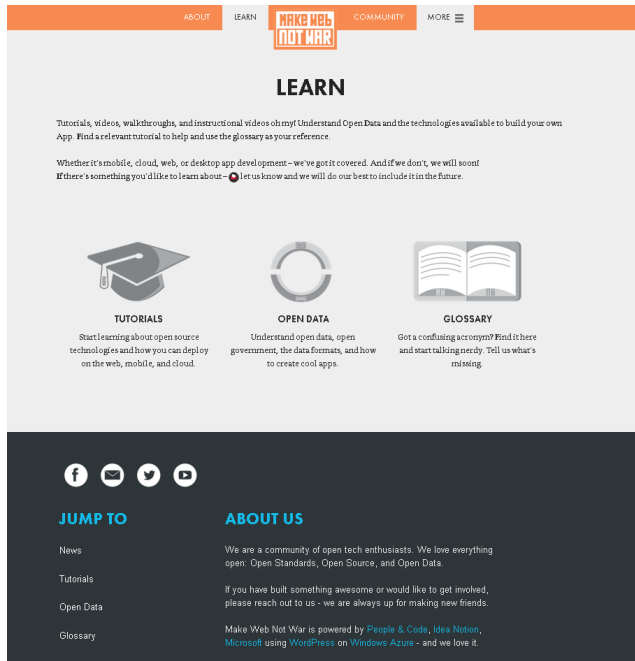 ABOUT LEARN MAKE WEB NOT WAR COMMUNITY MORE
LEARN
Tutorials, videos, walkthroughs, and instructional videos oh my! Understand Open Data and the technologies available to build your own
App. Find a relevant tutorial to help and use the glossary as your reference.
Whether it's mobile, cloud, web, or desktop app development – we've got it covered. And if we don't, we will soon!
If there's something you'd like to learn about – let us know and we will do our best to include it in the future.
TUTORIALS
Start learning about open source
technologies and how you can deploy
on the web, mobile, and cloud.
OPEN DATA
Understand open data, open
government, the data formats, and how
to create cool apps.
GLOSSARY
Got a confusing acronym? Find it here
and start talking nerdy. Tell us what's
missing.
JUMP TO
News
Tutorials
Open Data
Glossary
ABOUT US
We are a community of open tech enthusiasts. We love everything
open: Open Standards, Open Source, and Open Data.
If you have built something awesome or would like to get involved,
please reach out to us - we are always up for making new friends.
Make Web Not War is powered by People & Code, Idea Notion,
Microsoft using WordPress on Windows Azure - and we love it.